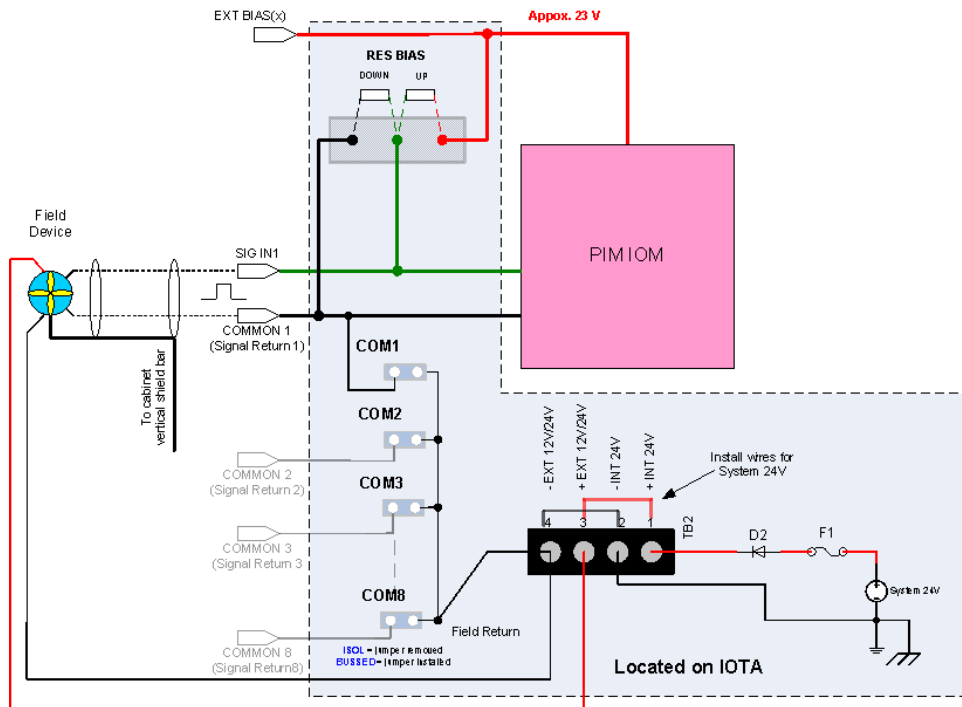 EXT BIAS(x)
Appox. 23 V
RES BIAS
DOWN
UP
Field
Device
SIG IN1
PIM IOM
COMMON 1
(Signal Return 1)
To cabinet
vertical shield bar
COM1
COM2
COMMON 2
(Signal Return 2)
COM3
COMMON 3
(Signal Return 3
COM8
COMMON 8
(Signal Return8)
ISOL = Jumper removed
BUSSED= Jumper Installed
Field Return
- EXT 12V/24V
+ EXT 12V/24V
-INT 24V
+ INT 24V
Install wires for
System 24V
4
3
2
1
TB2
D2
F1
System 24V
Located on IOTA